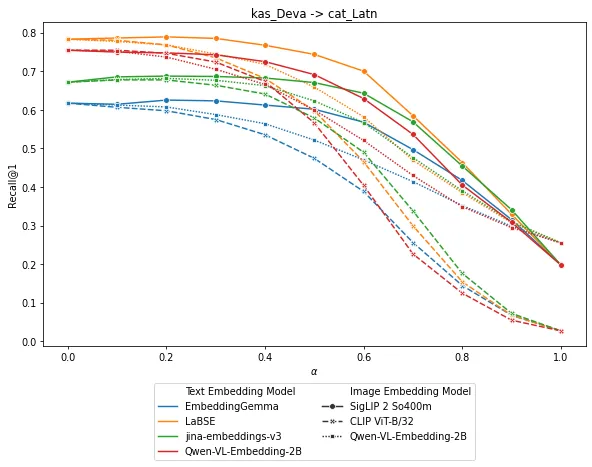 kas_Deva -> cat_Latn
Recall@1
0.8
0.7
0.6
0.5
0.4
0.3
0.2
0.1
0.0
0.0 0.2 0.4 0.6 0.8 1.0
α
Text Embedding Model
EmbeddingGemma
LaBSE
jina-embeddings-v3
Qwen-VL-Embedding-2B
Image Embedding Model
SigLIP 2 So400m
CLIP ViT-B/32
Qwen-VL-Embedding-2B